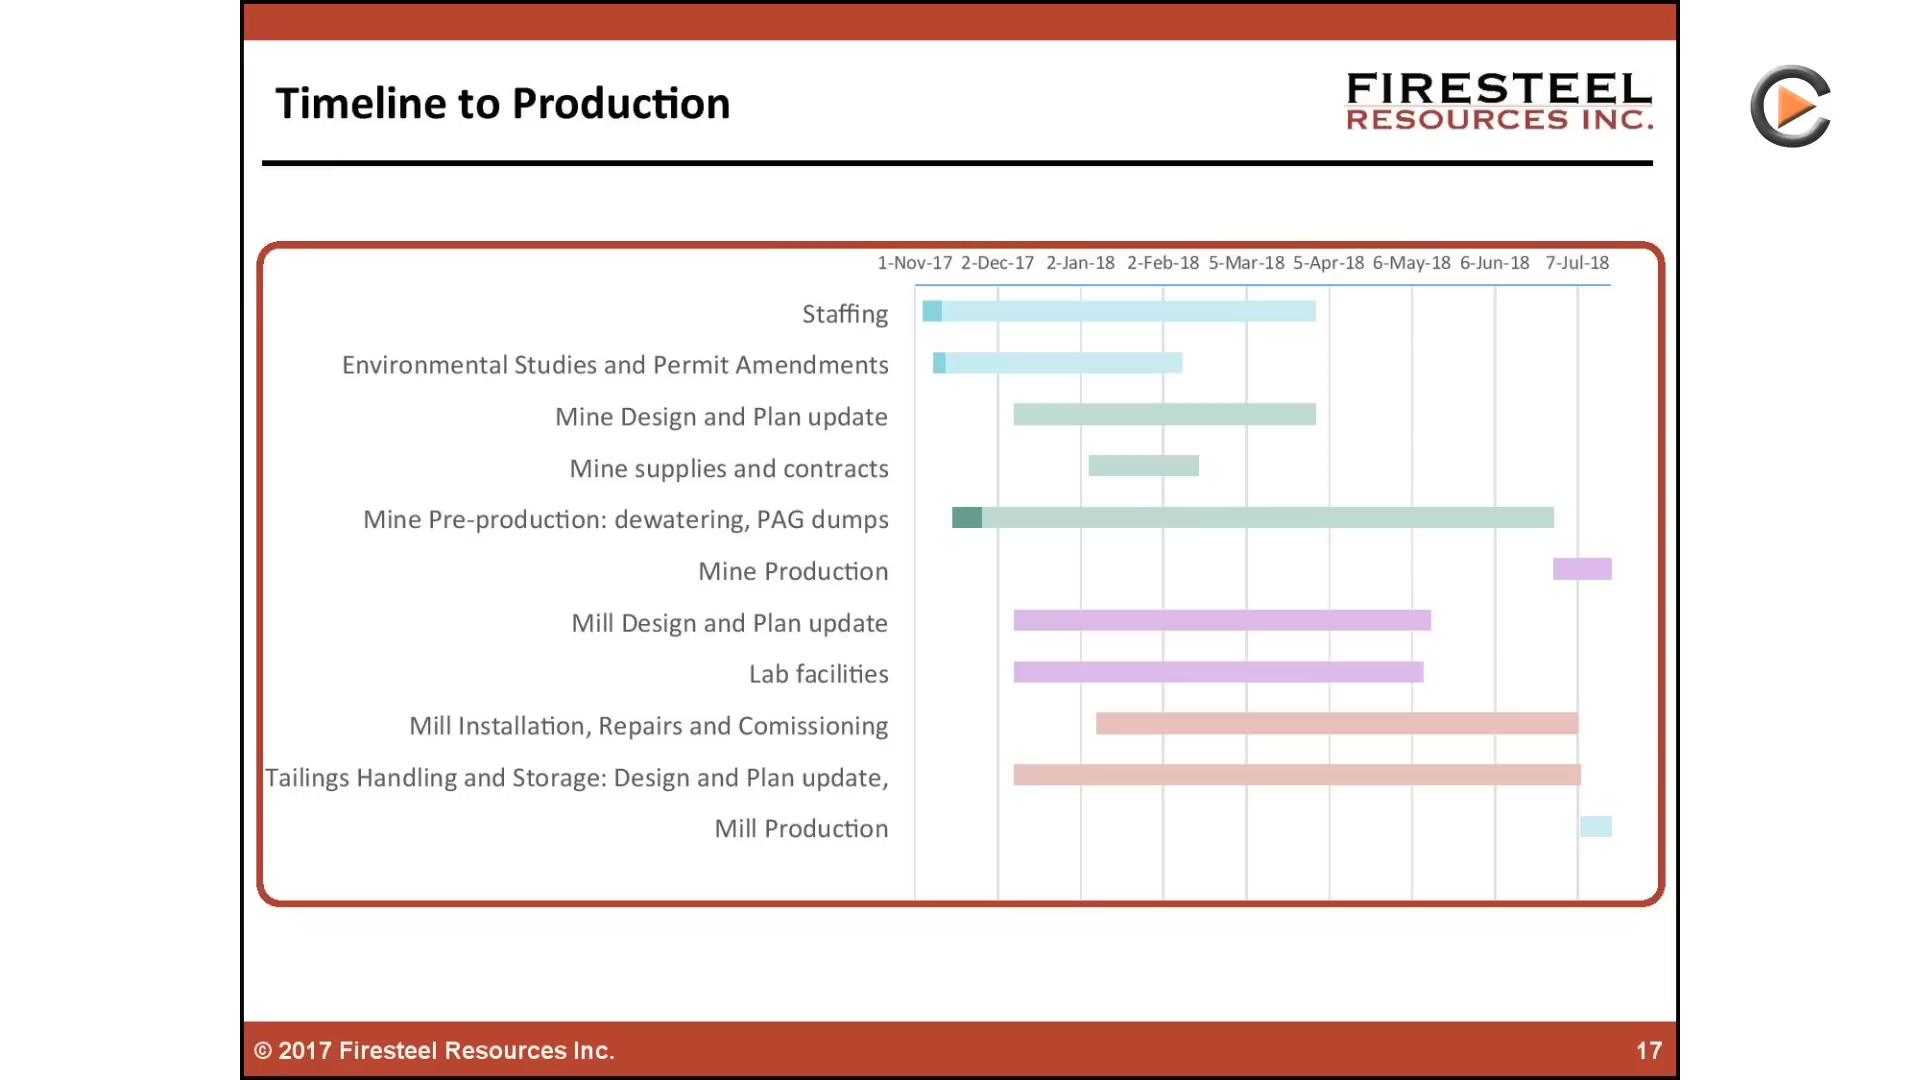 Timeline to Production
FIRESTEEL
RESOURCES INC.
1-Nov-17 2-Dec-17 2-Jan-18 2-Feb-18 5-Mar-18 5-Apr-18 6-May-18 6-Jun-18 7-Jul-18
Staffing
Environmental Studies and Permit Amendments
Mine Design and Plan update
Mine supplies and contracts
Mine Pre-production: dewatering, PAG dumps
Mine Production
Mill Design and Plan update
Lab facilities
Mill Installation, Repairs and Comissioning
Tailings Handling and Storage: Design and Plan update,
Mill Production
© 2017 Firesteel Resources Inc.
17